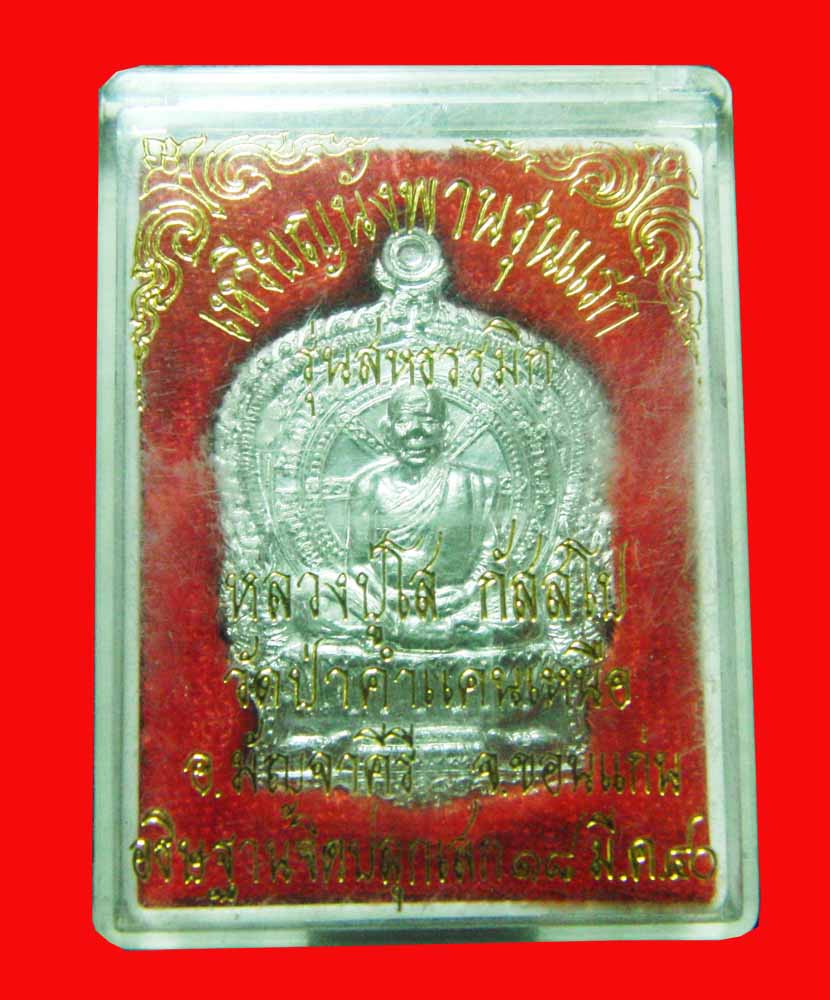 เหรียญนั่งพานรุ่นแรก
รุ่นสหธรรมิก
หลวงปู่โส กัสสโป
วัดป่าคำแคนเหนือ
อ.มัญจาคีรี จ.ขอนแก่น
อธิษฐานจิตปลุกเสก ๑๘ มี.ค.๕๐